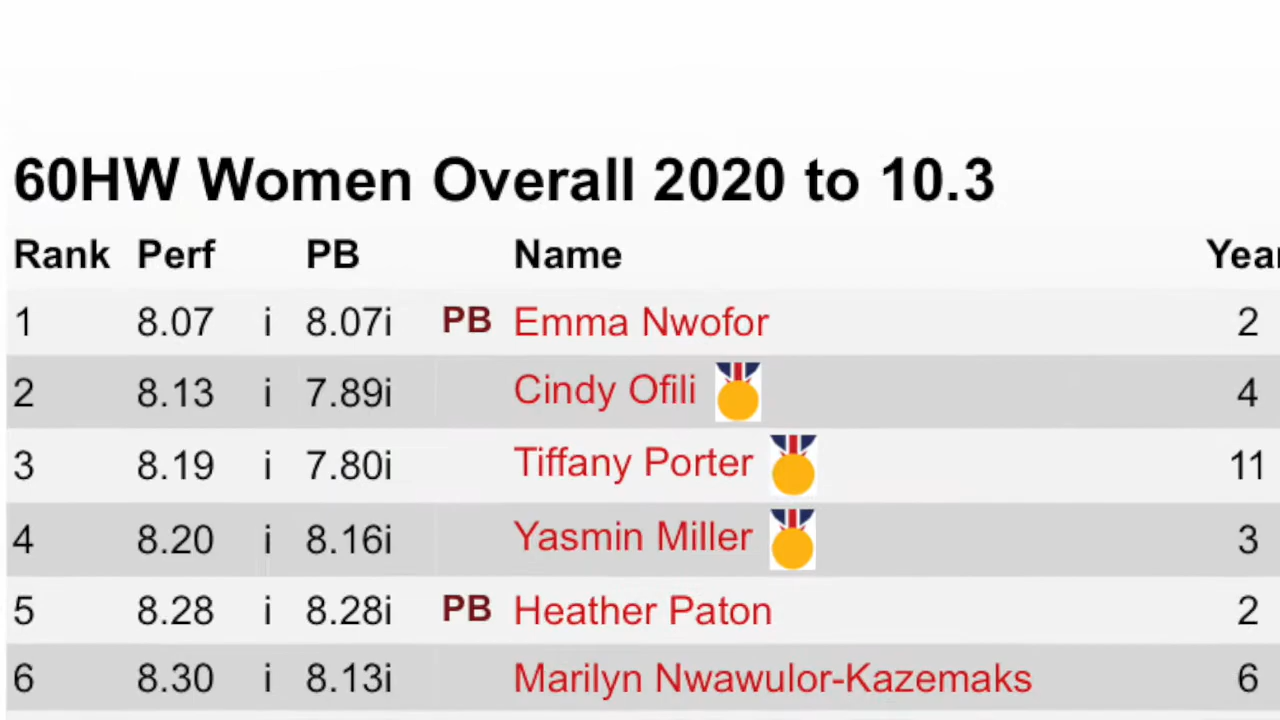 60HW Women Overall 2020 to 10.3
Rank Perf PB Name Year
1 8.07 i 8.07i PB Emma Nwofor 2
2 8.13 i 7.89i Cindy Ofili 4
3 8.19 i 7.80i Tiffany Porter 11
4 8.20 i 8.16i Yasmin Miller 3
5 8.28 i 8.28i PB Heather Paton 2
6 8.30 i 8.13i Marilyn Nwawulor-Kazemaks 6